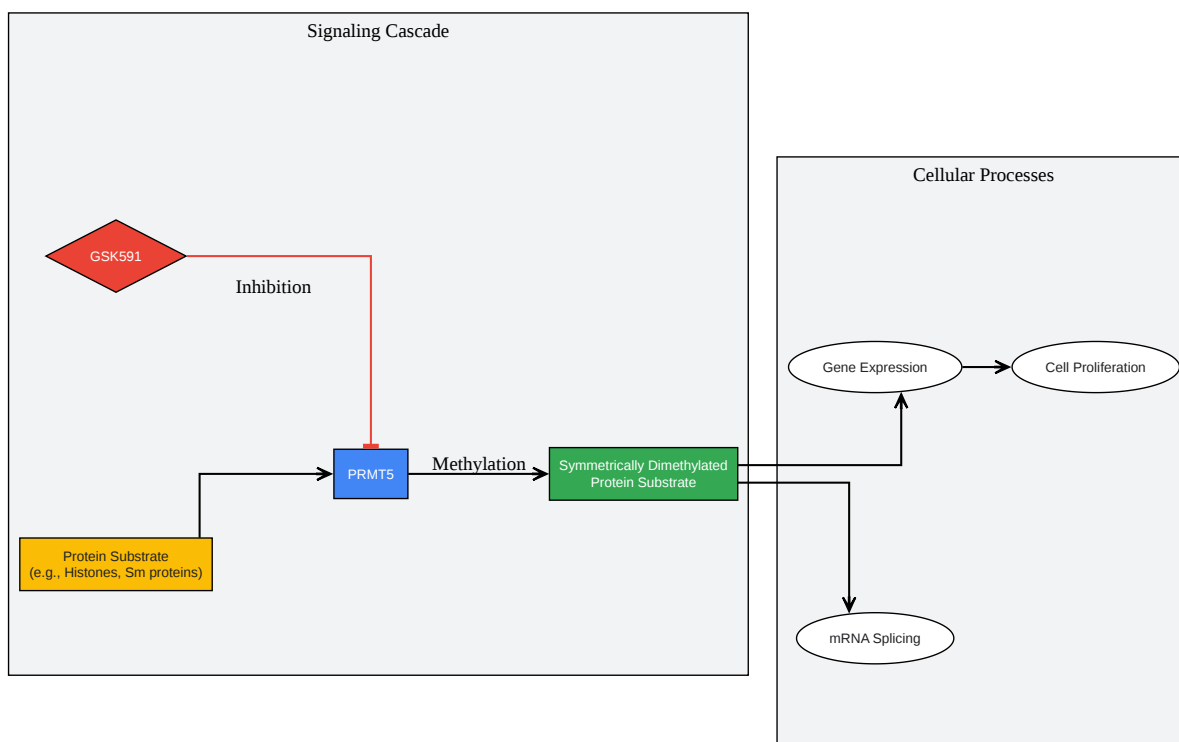 Signaling Cascade
Cellular Processes
GSK591
Inhibition
Gene Expression
Cell Proliferation
PRMT5
Methylation
Symmetrically Dimethylated
Protein Substrate
Protein Substrate
(e.g., Histones, Sm proteins)
mRNA Splicing